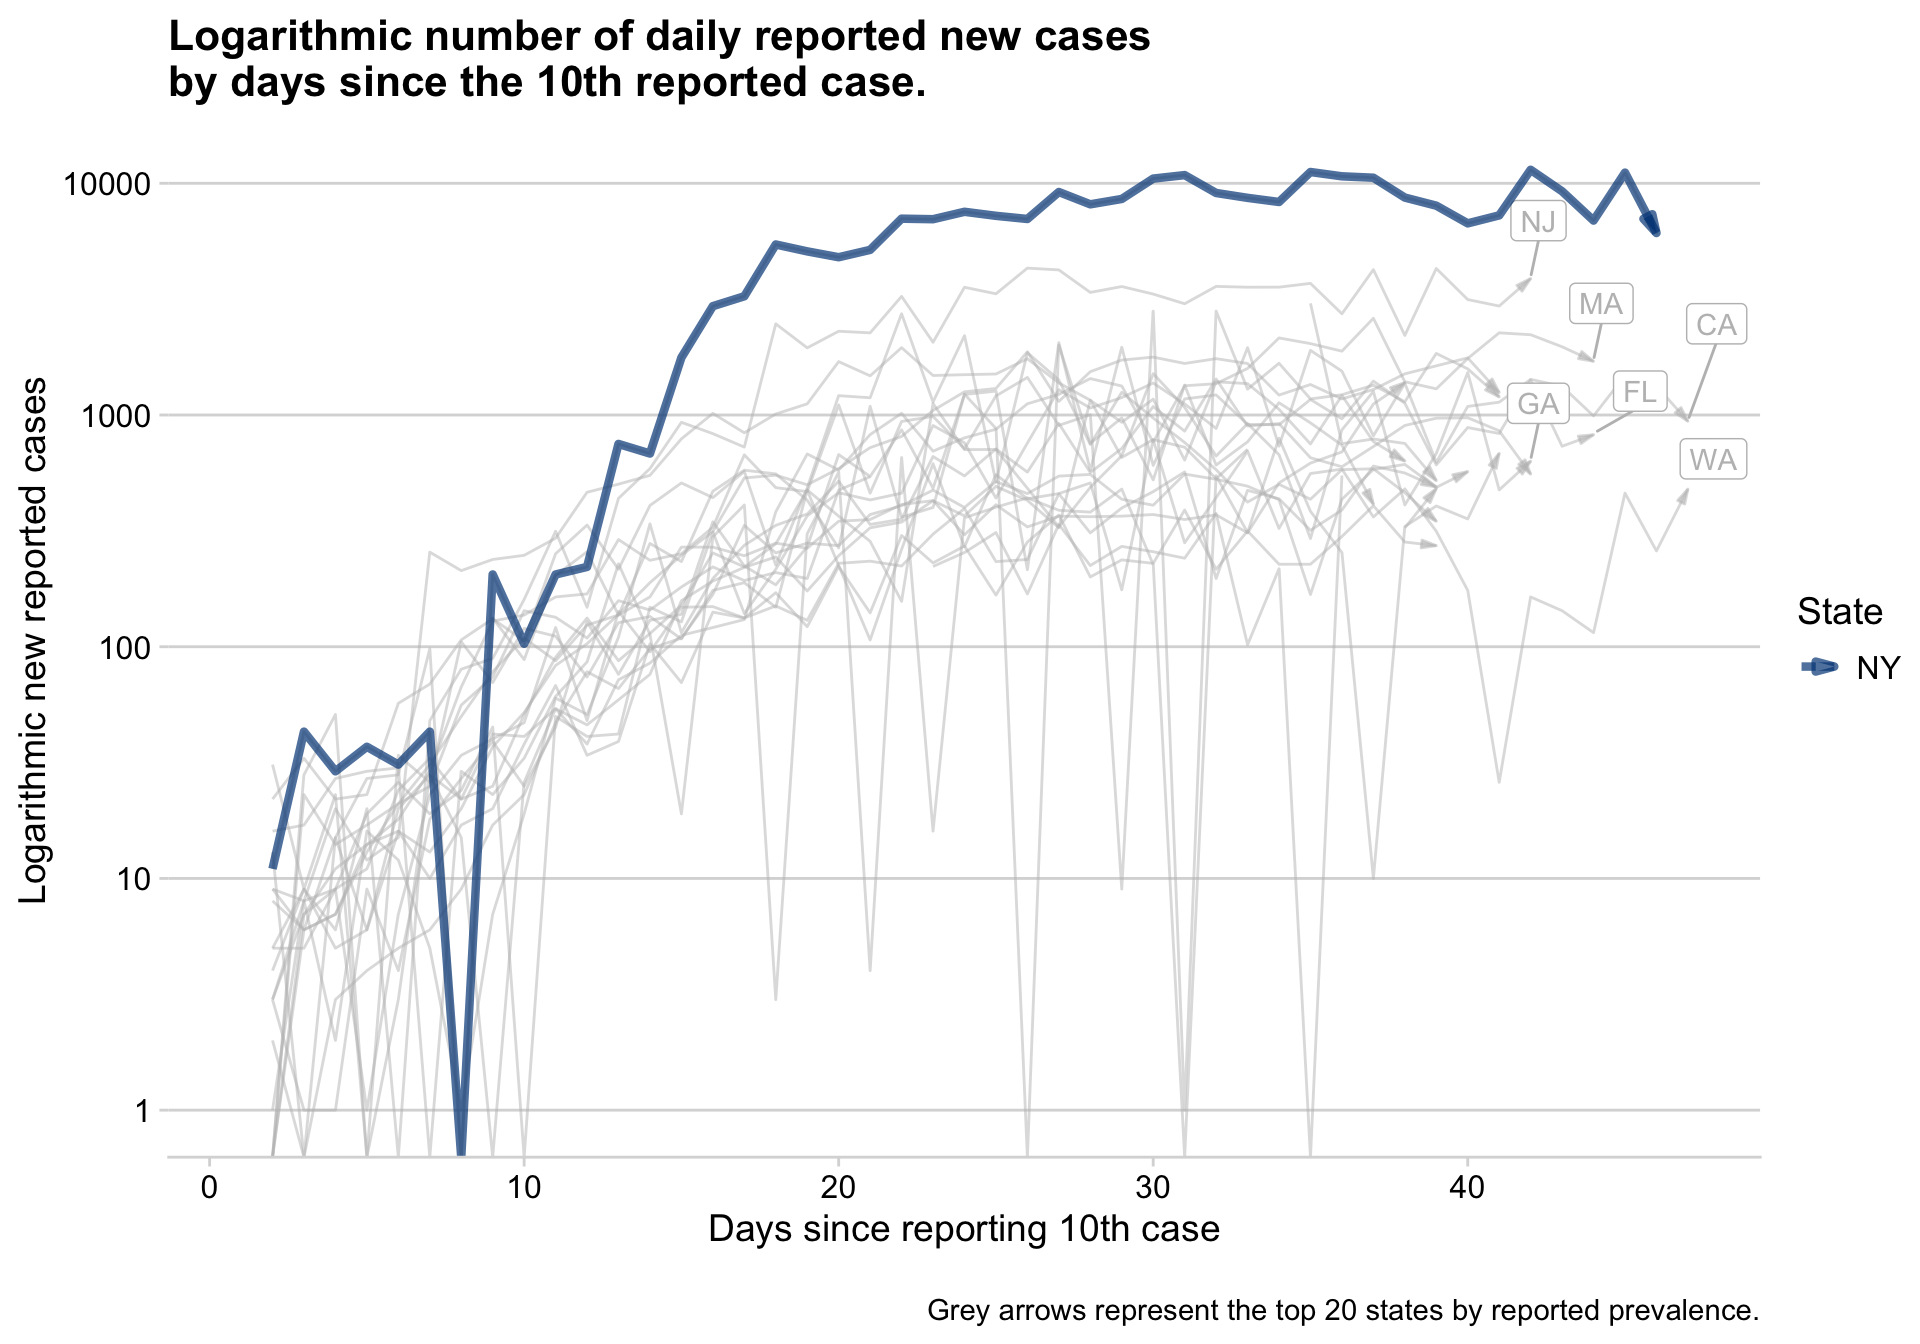 Logarithmic number of daily reported new cases
by days since the 10th reported case.
Logarithmic new reported cases
10000
1000
100
10
1
NJ
MA
CA
FL
GA
WA
State
NY
0
10
20
30
40
Days since reporting 10th case
Grey arrows represent the top 20 states by reported prevalence.